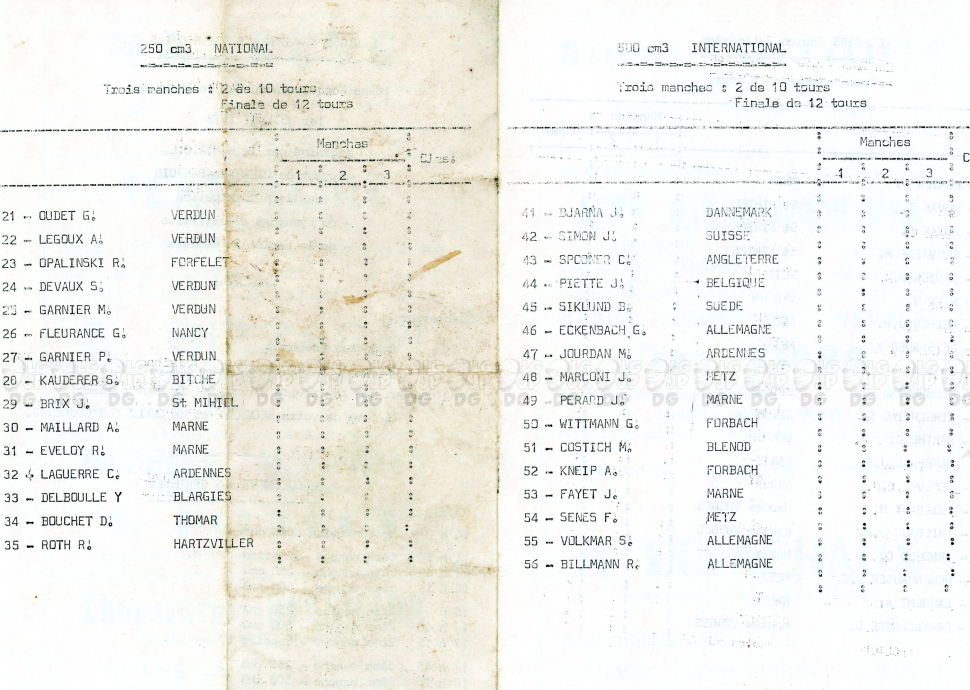 250 cm3 NATIONAL
Trois manches : 2 de 10 tours
Finale de 12 tours
Manches
Clas.
1 2 3
21 - OUDET G. VERDUN
22 - LEGOUX A. VERDUN
23 - OPALINSKI R. FORFELET
24 - DEVAUX S. VERDUN
25 - GARNIER M. VERDUN
26 - FLEURANCE G. NANCY
27 - GARNIER P. VERDUN
28 - KAUDERER S. BITCHE
29 - BRIX J. St MIHIEL
30 - MAILLARD A. MARNE
31 - EVELOY R. MARNE
32 - LAGUERRE C. ARDENNES
33 - DELBOULLE Y BLARGIES
34 - BOUCHET D. THOMAR
35 - ROTH R. HARTZVILLER
500 cm3 INTERNATIONAL
Trois manches : 2 de 10 tours
Finale de 12 tours
Manches
C
1 2 3
41 - BJARNA J. DANNEMARK
42 - SIMON J. SUISSE
43 - SPOONER C. ANGLETERRE
44 - PIETTE J. BELGIQUE
45 - SIKLUND B. SUEDE
46 - ECKENBACH G. ALLEMAGNE
47 - JOURDAN M. ARDENNES
48 - MARCONI J. METZ
49 - PERARD J. MARNE
50 - WITTMANN G. FORBACH
51 - COSTICH M. BLENOD
52 - KNEIP A. FORBACH
53 - FAYET J. MARNE
54 - SENES F. METZ
55 - VOLKMAR S. ALLEMAGNE
56 - BILLMANN R. ALLEMAGNE